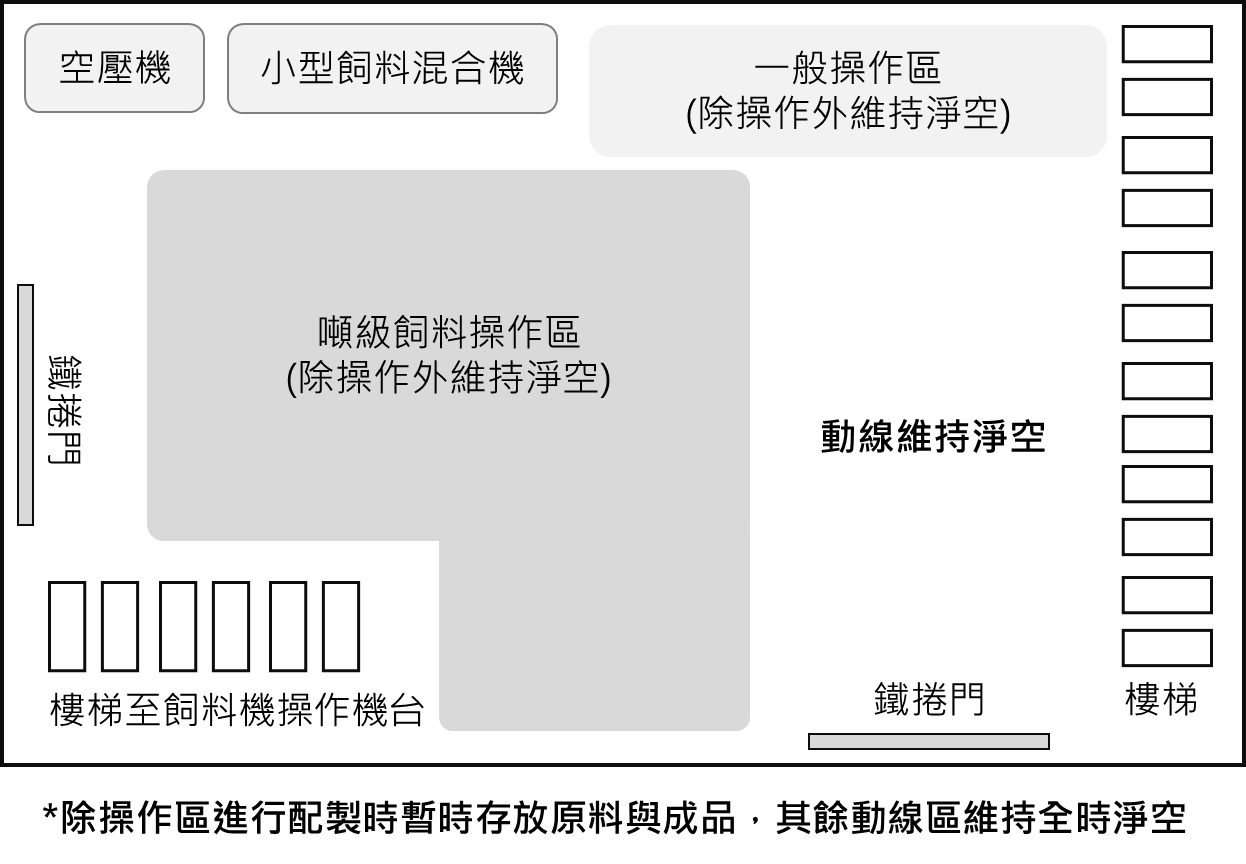 空壓機
小型飼料混合機
一般操作區
(除操作外維持淨空)
噸級飼料操作區
(除操作外維持淨空)
鐵捲門
動線維持淨空
樓梯至飼料機操作機台
鐵捲門
樓梯
*除操作區進行配製時暫時存放原料與成品，其餘動線區維持全時淨空